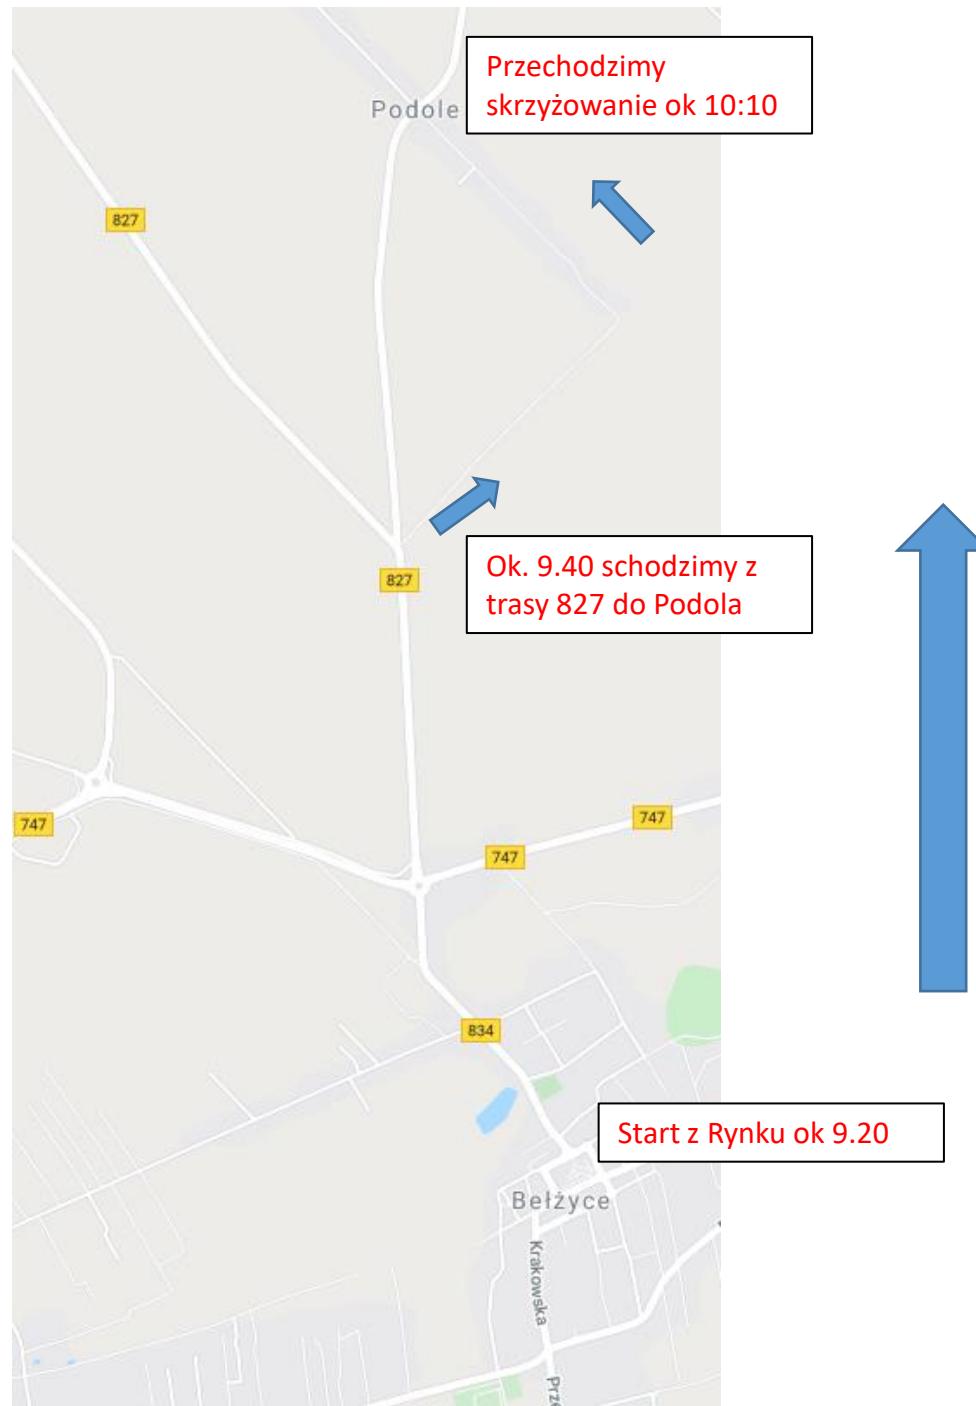 Przechodzimy
skrzyżowanie ok 10:10
Podole
827
Ok. 9.40 schodzimy z
trasy 827 do Podola
827
747
747
747
834
Start z Rynku ok 9.20
Bełżyce
Krakowska
Prze